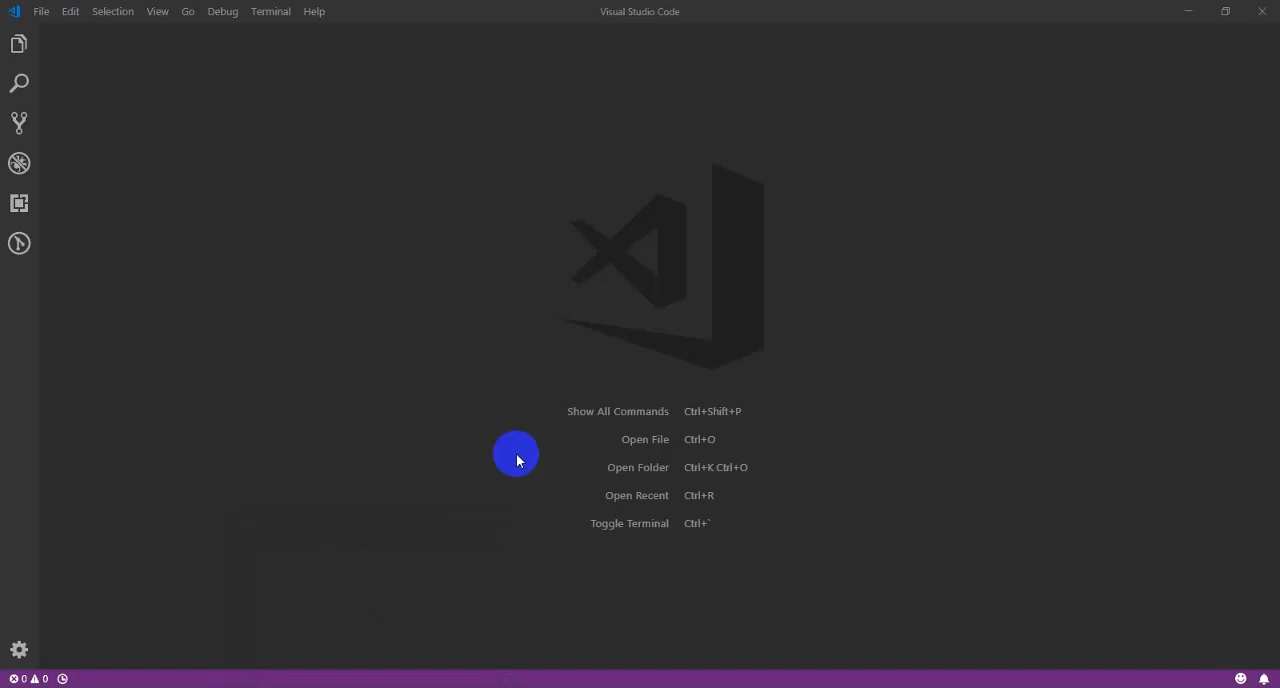 File Edit Selection View Go Debug Terminal Help Visual Studio Code
Show All Commands Ctrl+Shift+P
Open File Ctrl+O
Open Folder Ctrl+K Ctrl+O
Open Recent Ctrl+R
Toggle Terminal Ctrl+`
0 0